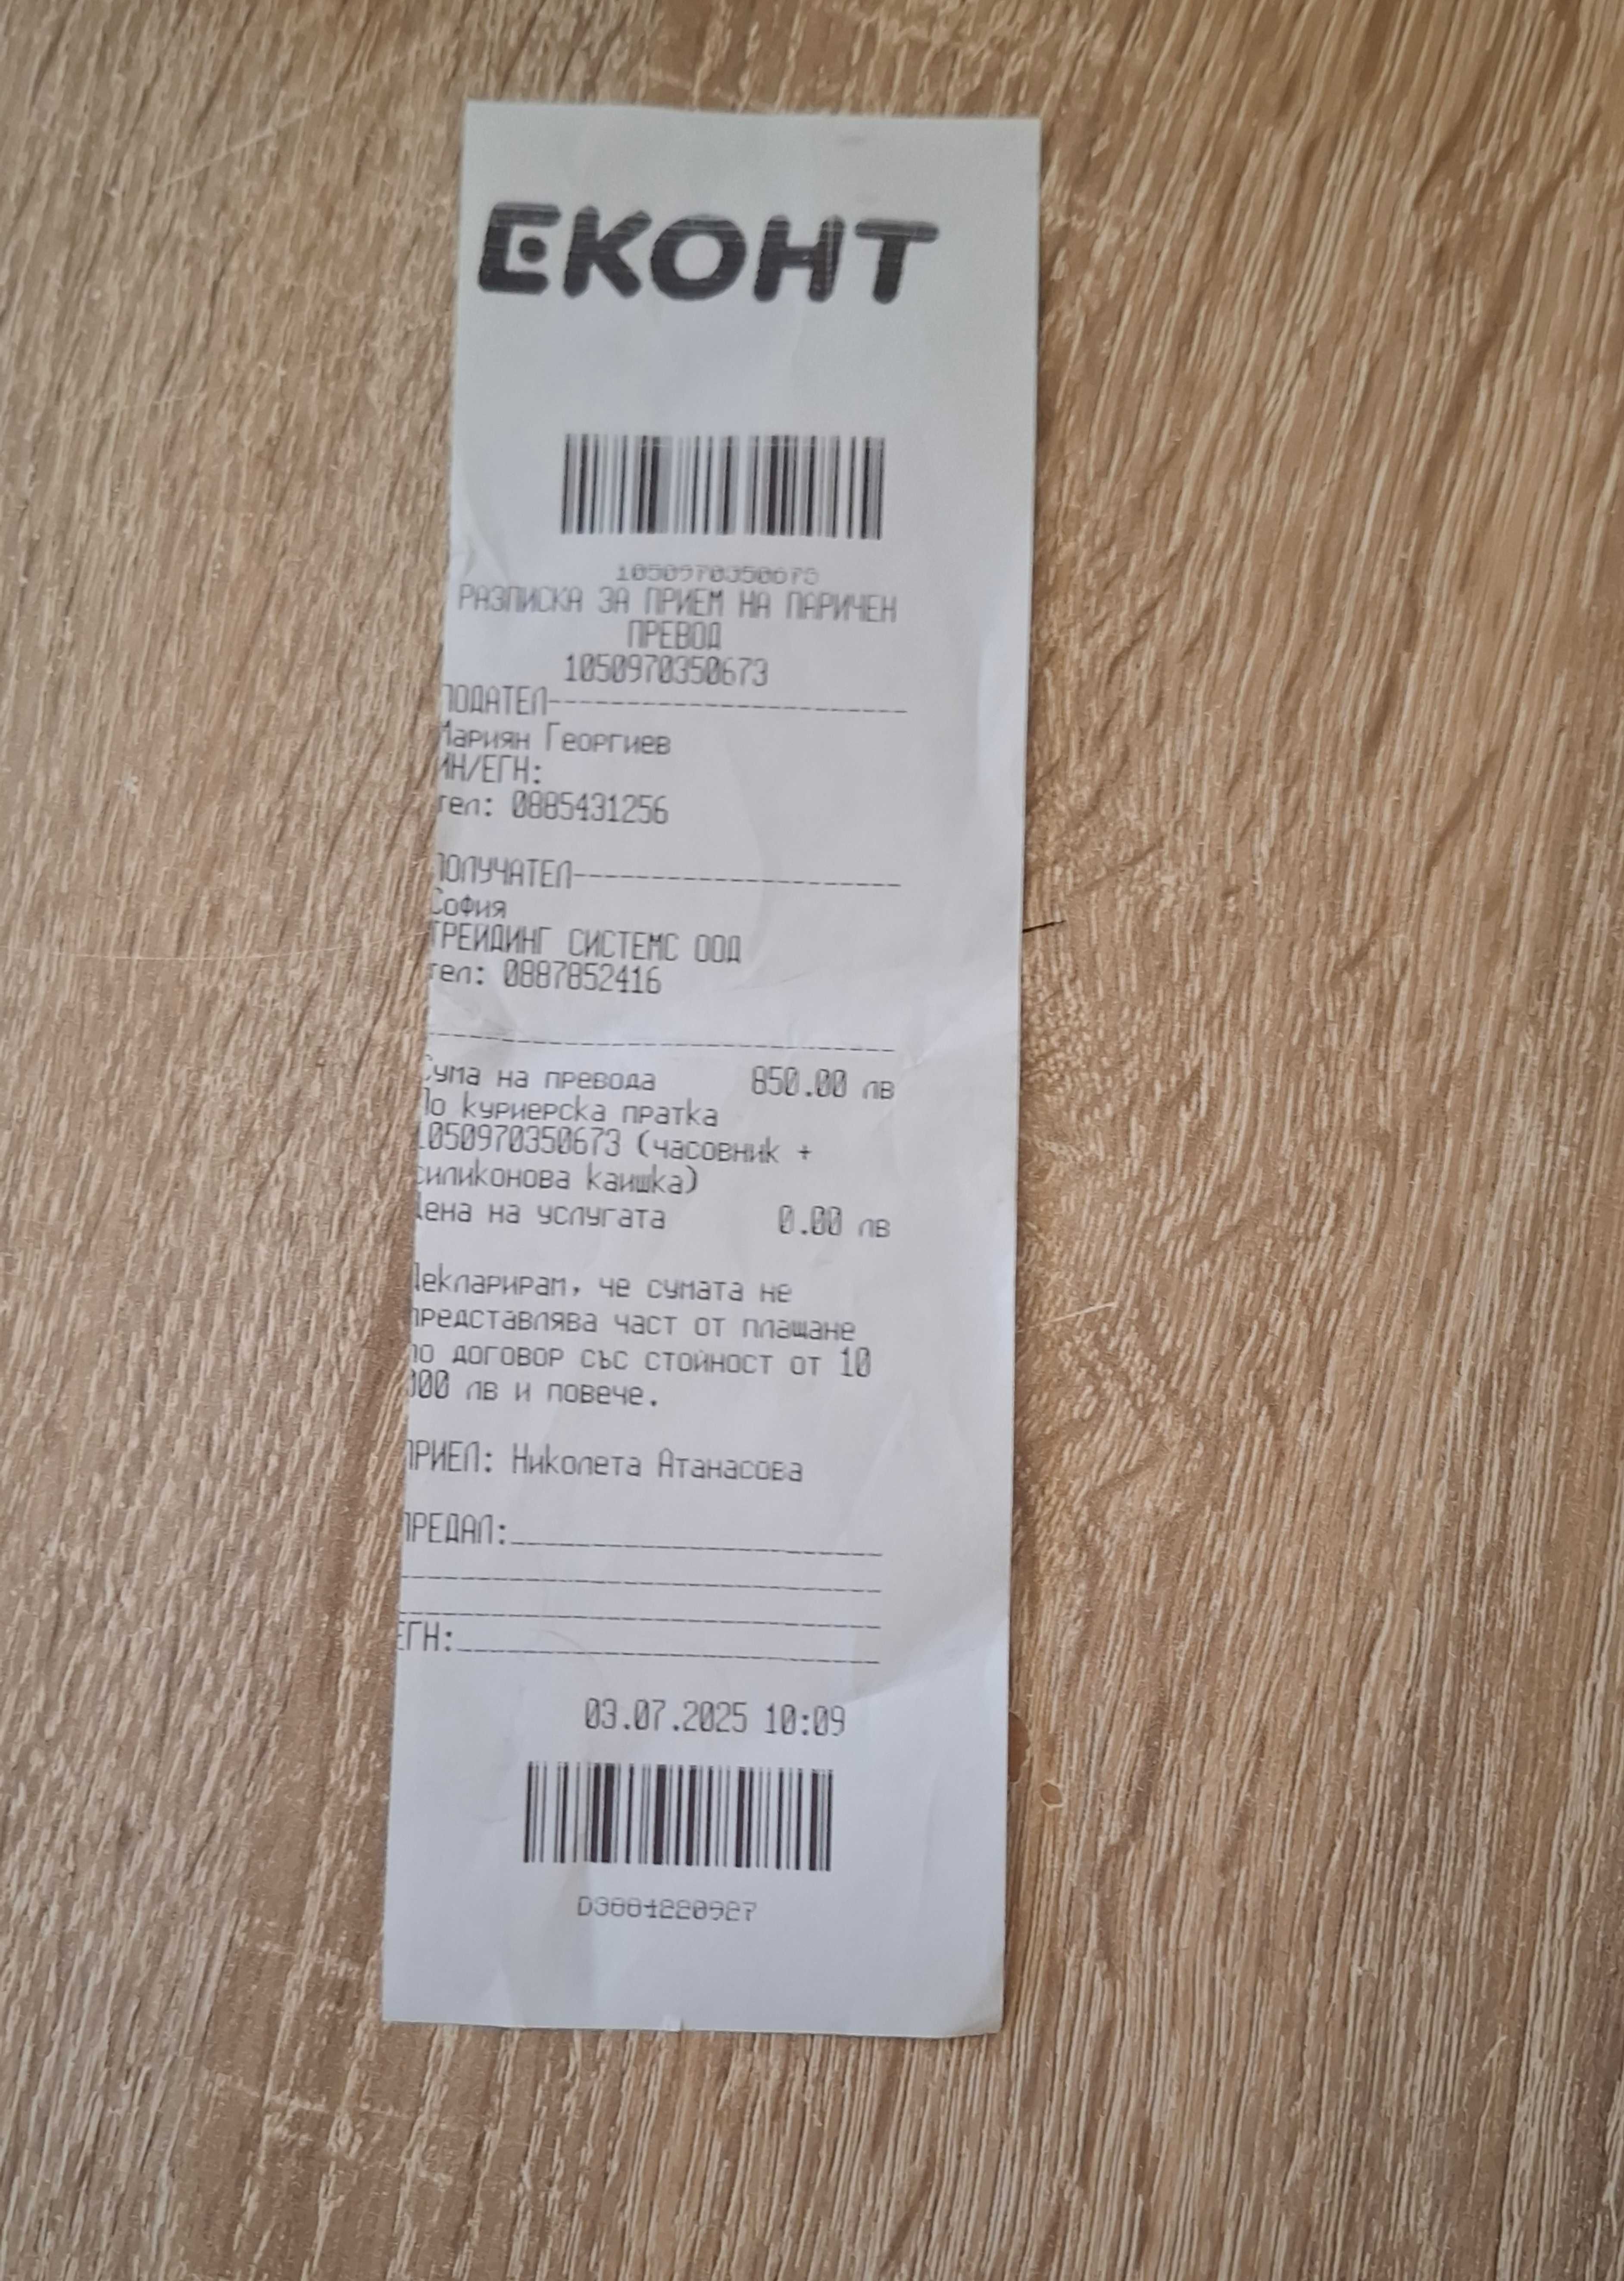 ЕКОНТ
1050970350673
РАЗПИСКА ЗА ПРИЕМ НА ПАРИЧЕН
ПРЕВОД
1050970350673
ПОДАТЕЛ
Мариян Георгиев
ИН/ЕГН:
тел: 0885431256
ПОЛУЧАТЕЛ
София
ТРЕЙДИНГ СИСТЕМС ООД
тел: 0887852416
Сума на превода 850.00 лв
По куриерска пратка
1050970350673 (часовник +
силиконова каишка)
Цена на услугата 0.00 лв
Декларирам, че сумата не
представлява част от плащане
по договор със стойност от 10
000 лв и повече.
ПРИЕЛ: Николета Атанасова
ПРЕДАЛ:
ЕГН:
03.07.2025 10:09